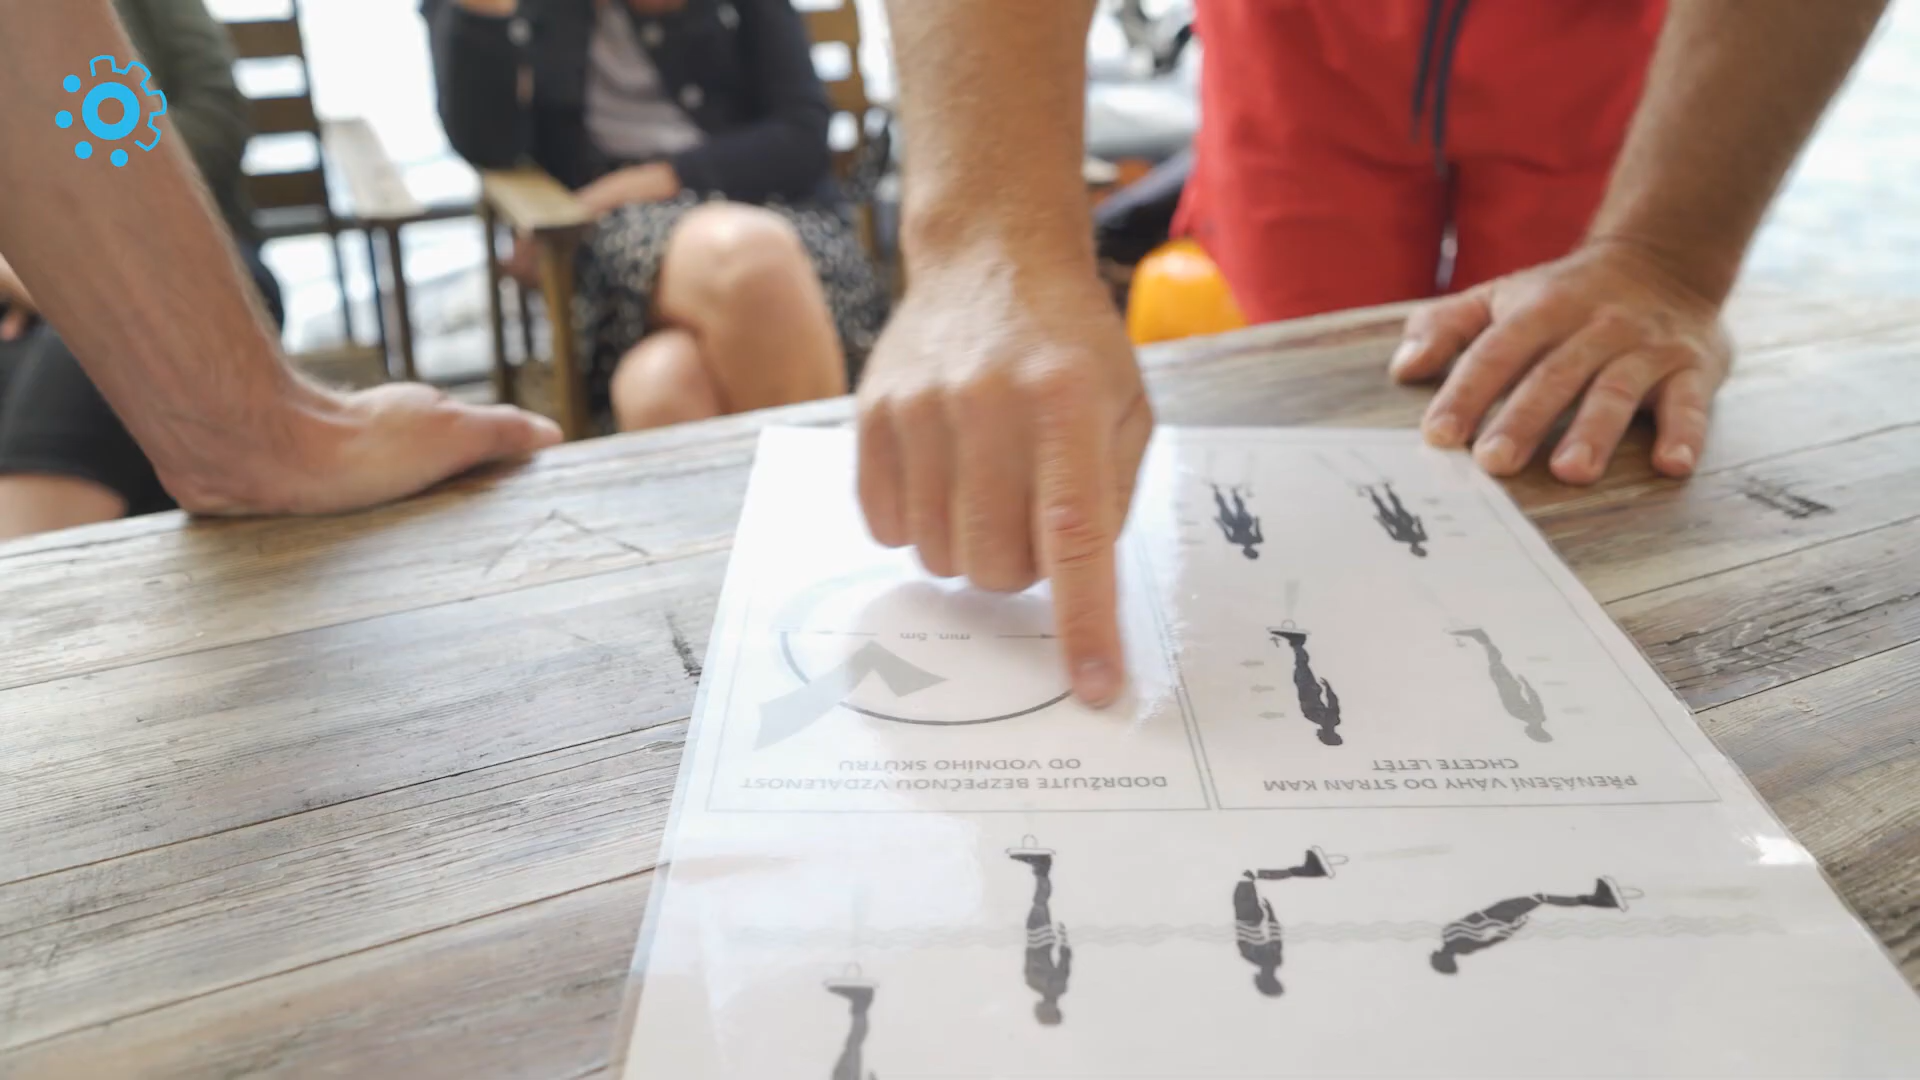 PŘENÁŠENÍ VÁHY DO STRAN KAM
CHCETE LETĚT
DODRŽUJTE BEZPEČNOU VZDÁLENOST
OD VODNÍHO SKÚTRU
min. 5m